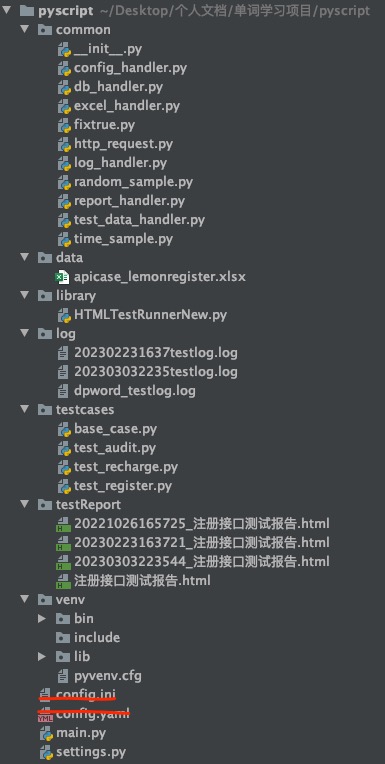 pyscript ~/Desktop/个人文档/单词学习项目/pyscript
common
__init__.py
config_handler.py
db_handler.py
excel_handler.py
fixtrue.py
http_request.py
log_handler.py
random_sample.py
report_handler.py
test_data_handler.py
time_sample.py
data
apicase_lemonregister.xlsx
library
HTMLTestRunnerNew.py
log
202302231637testlog.log
202303032235testlog.log
dpword_testlog.log
testcases
base_case.py
test_audit.py
test_recharge.py
test_register.py
testReport
20221026165725_注册接口测试报告.html
20230223163721_注册接口测试报告.html
20230303223544_注册接口测试报告.html
注册接口测试报告.html
venv
bin
include
lib
pyvenv.cfg
config.ini
config.yaml
main.py
settings.py